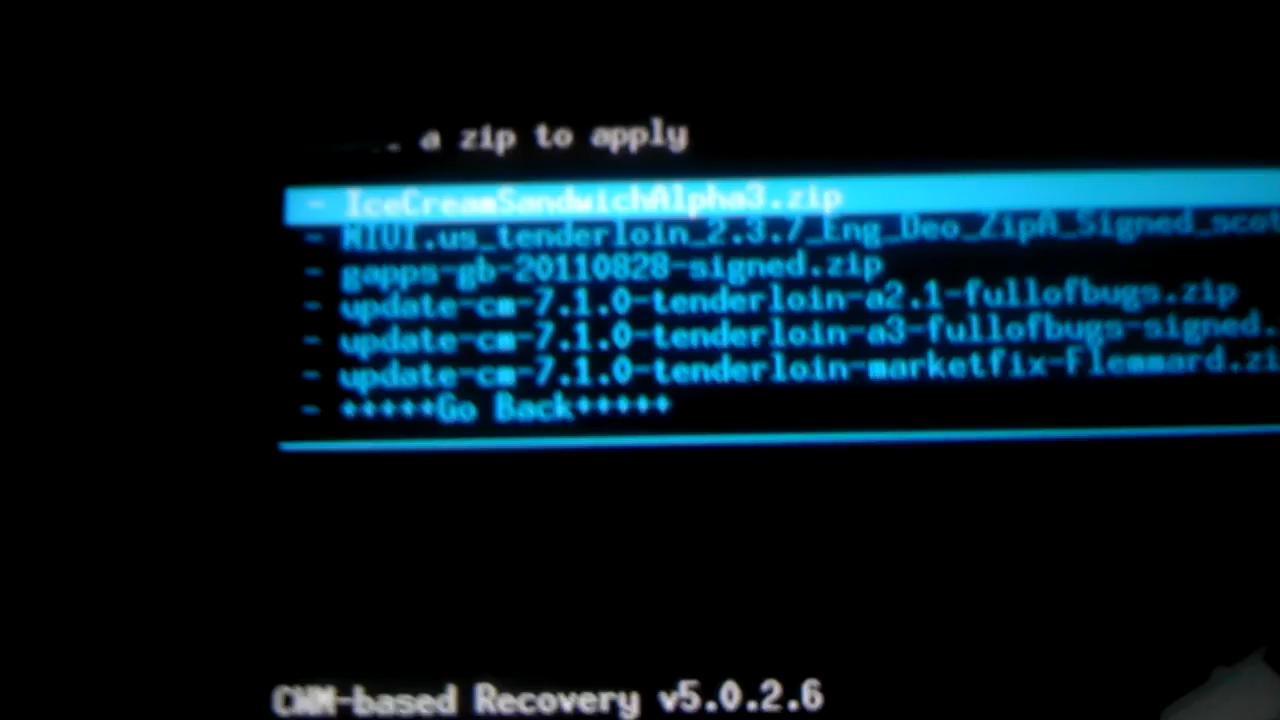 a zip to apply
- IceCreamSandwichAlpha3.zip
- MIUI.us_tenderloin_2.3.7_Eng_Deo_ZipA_Signed_scot
- gapps-gb-20110828-signed.zip
- update-cm-7.1.0-tenderloin-a2.1-fullofbugs.zip
- update-cm-7.1.0-tenderloin-a3-fullofbugs-signed.
- update-cm-7.1.0-tenderloin-marketfix-Flemmard.zi
- +++++Go Back+++++
CWM-based Recovery v5.0.2.6